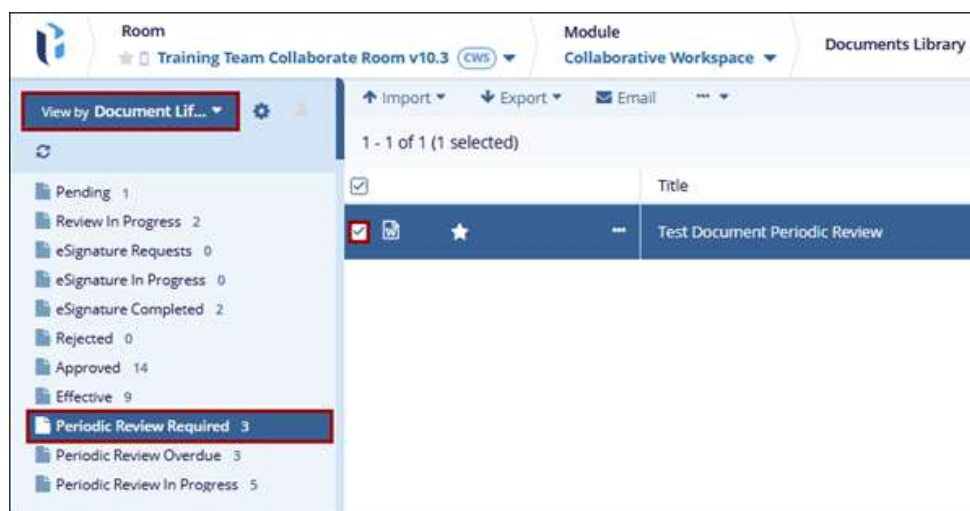 Room
Training Team Collaborate Room v10.3 CWS
Module
Collaborative Workspace
Documents Library
View by Document Lif...
Import
Export
Email
1 - 1 of 1 (1 selected)
Title
Test Document Periodic Review
Pending 1
Review In Progress 2
eSignature Requests 0
eSignature In Progress 0
eSignature Completed 2
Rejected 0
Approved 14
Effective 9
Periodic Review Required 3
Periodic Review Overdue 3
Periodic Review In Progress 5